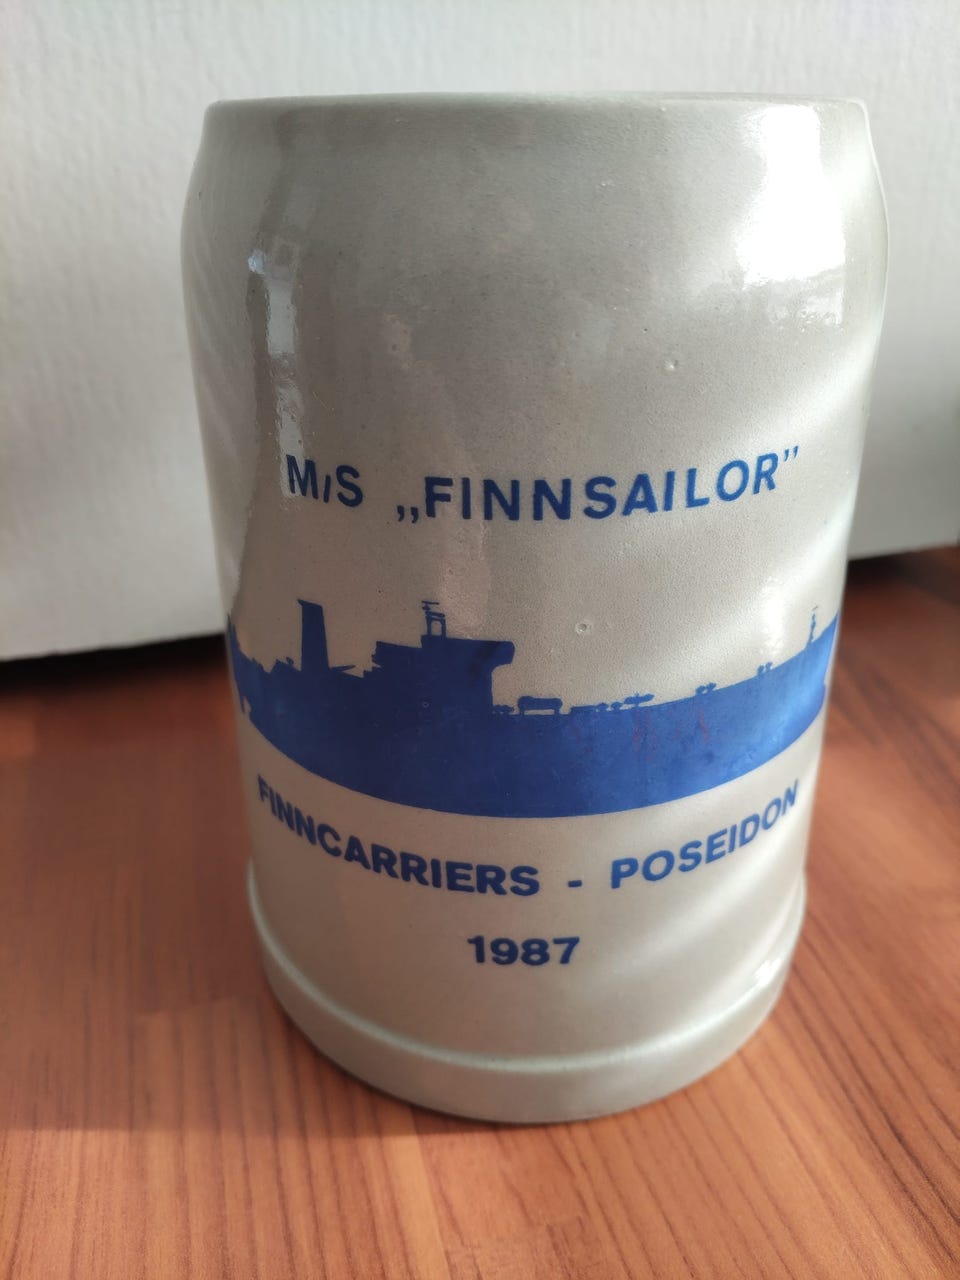 M/S „FINNSAILOR”
FINNCARRIERS - POSEIDON
1987